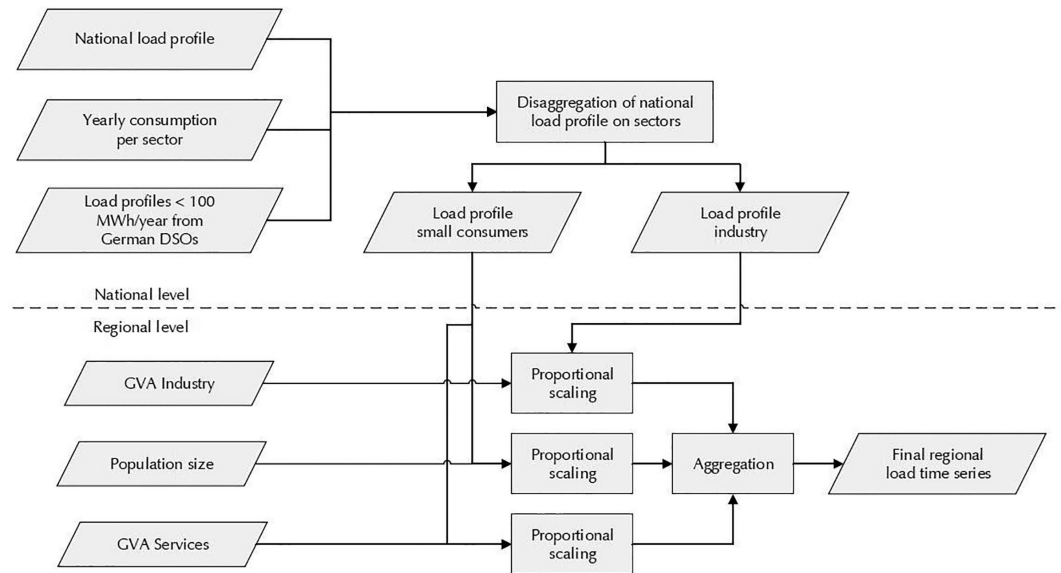 National load profile
Yearly consumption
per sector
Load profiles < 100
MWh/year from
German DSOs
Disaggregation of national
load profile on sectors
Load profile
small consumers
Load profile
industry
National level
Regional level
GVA Industry
Proportional
scaling
Population size
Proportional
scaling
Aggregation
Final regional
load time series
GVA Services
Proportional
scaling